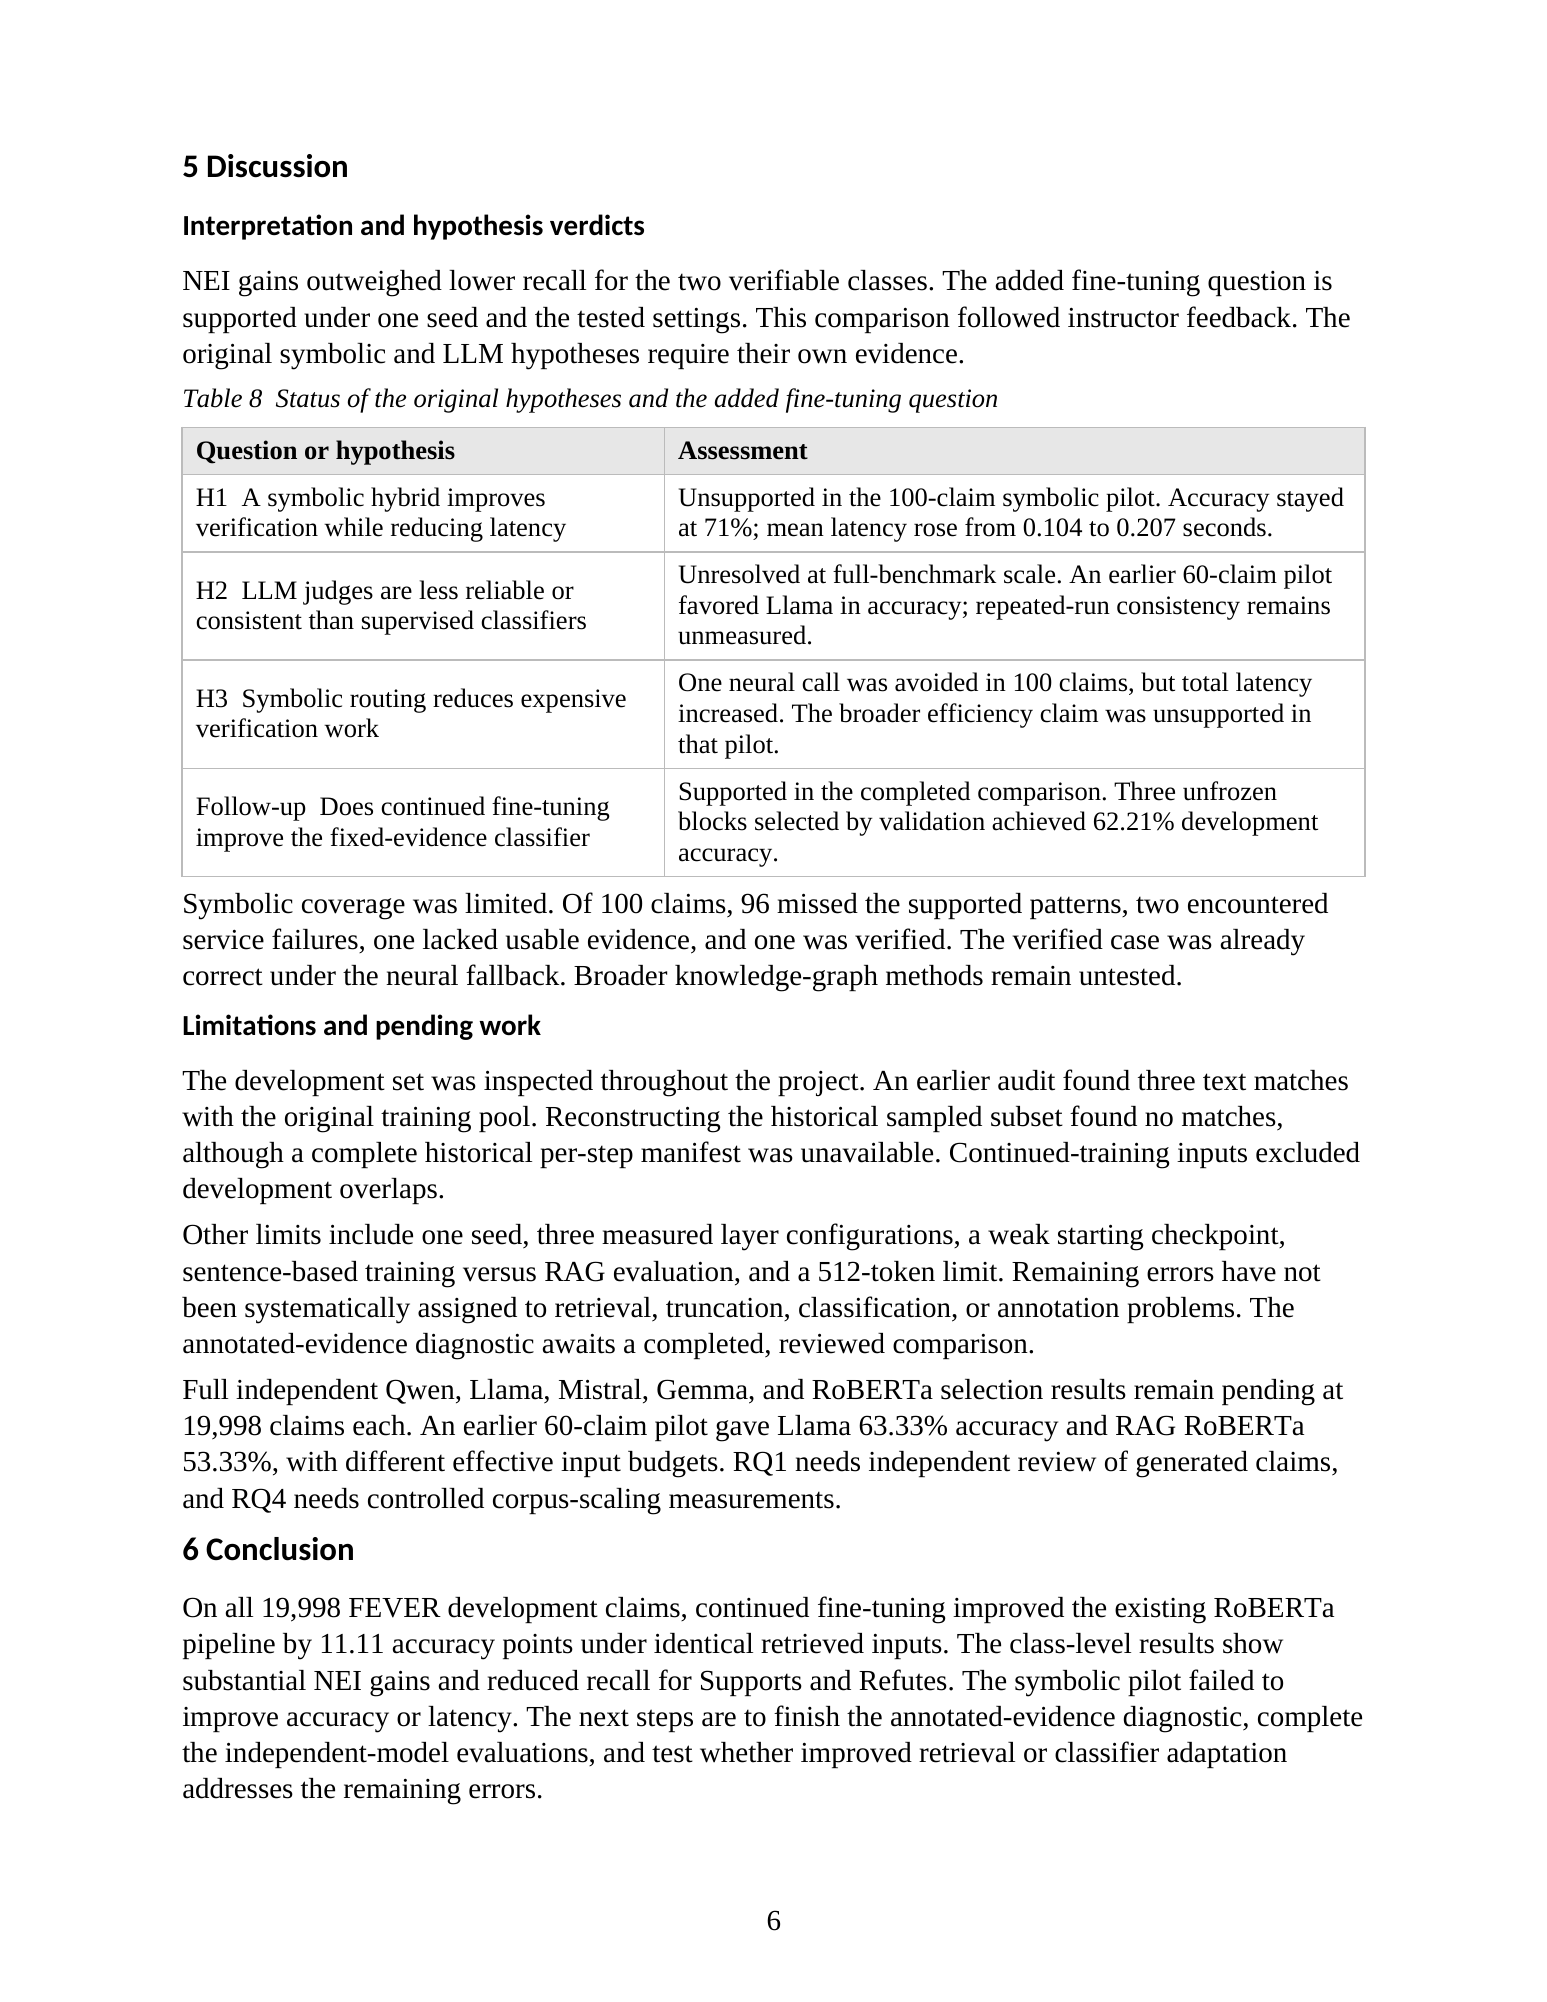 5 Discussion
Interpretation and hypothesis verdicts
NEI gains outweighed lower recall for the two verifiable classes. The added fine-tuning question is
supported under one seed and the tested settings. This comparison followed instructor feedback. The
original symbolic and LLM hypotheses require their own evidence.
Table 8  Status of the original hypotheses and the added fine-tuning question
Question or hypothesis
Assessment
H1  A symbolic hybrid improves
verification while reducing latency
Unsupported in the 100-claim symbolic pilot. Accuracy stayed
at 71%; mean latency rose from 0.104 to 0.207 seconds.
H2  LLM judges are less reliable or
consistent than supervised classifiers
Unresolved at full-benchmark scale. An earlier 60-claim pilot
favored Llama in accuracy; repeated-run consistency remains
unmeasured.
H3  Symbolic routing reduces expensive
verification work
One neural call was avoided in 100 claims, but total latency
increased. The broader efficiency claim was unsupported in
that pilot.
Follow-up  Does continued fine-tuning
improve the fixed-evidence classifier
Supported in the completed comparison. Three unfrozen
blocks selected by validation achieved 62.21% development
accuracy.
Symbolic coverage was limited. Of 100 claims, 96 missed the supported patterns, two encountered
service failures, one lacked usable evidence, and one was verified. The verified case was already
correct under the neural fallback. Broader knowledge-graph methods remain untested.
Limitations and pending work
The development set was inspected throughout the project. An earlier audit found three text matches
with the original training pool. Reconstructing the historical sampled subset found no matches,
although a complete historical per-step manifest was unavailable. Continued-training inputs excluded
development overlaps.
Other limits include one seed, three measured layer configurations, a weak starting checkpoint,
sentence-based training versus RAG evaluation, and a 512-token limit. Remaining errors have not
been systematically assigned to retrieval, truncation, classification, or annotation problems. The
annotated-evidence diagnostic awaits a completed, reviewed comparison.
Full independent Qwen, Llama, Mistral, Gemma, and RoBERTa selection results remain pending at
19,998 claims each. An earlier 60-claim pilot gave Llama 63.33% accuracy and RAG RoBERTa
53.33%, with different effective input budgets. RQ1 needs independent review of generated claims,
and RQ4 needs controlled corpus-scaling measurements.
6 Conclusion
On all 19,998 FEVER development claims, continued fine-tuning improved the existing RoBERTa
pipeline by 11.11 accuracy points under identical retrieved inputs. The class-level results show
substantial NEI gains and reduced recall for Supports and Refutes. The symbolic pilot failed to
improve accuracy or latency. The next steps are to finish the annotated-evidence diagnostic, complete
the independent-model evaluations, and test whether improved retrieval or classifier adaptation
addresses the remaining errors.
6